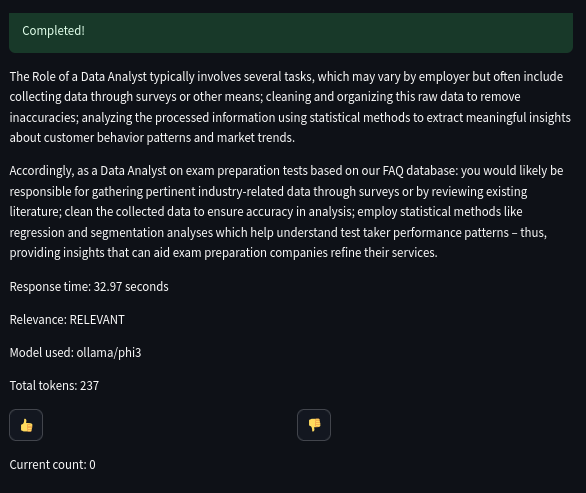 Completed!
The Role of a Data Analyst typically involves several tasks, which may vary by employer but often include
collecting data through surveys or other means; cleaning and organizing this raw data to remove
inaccuracies; analyzing the processed information using statistical methods to extract meaningful insights
about customer behavior patterns and market trends.
Accordingly, as a Data Analyst on exam preparation tests based on our FAQ database: you would likely be
responsible for gathering pertinent industry-related data through surveys or by reviewing existing
literature; clean the collected data to ensure accuracy in analysis; employ statistical methods like
regression and segmentation analyses which help understand test taker performance patterns – thus,
providing insights that can aid exam preparation companies refine their services.
Response time: 32.97 seconds
Relevance: RELEVANT
Model used: ollama/phi3
Total tokens: 237
Current count: 0